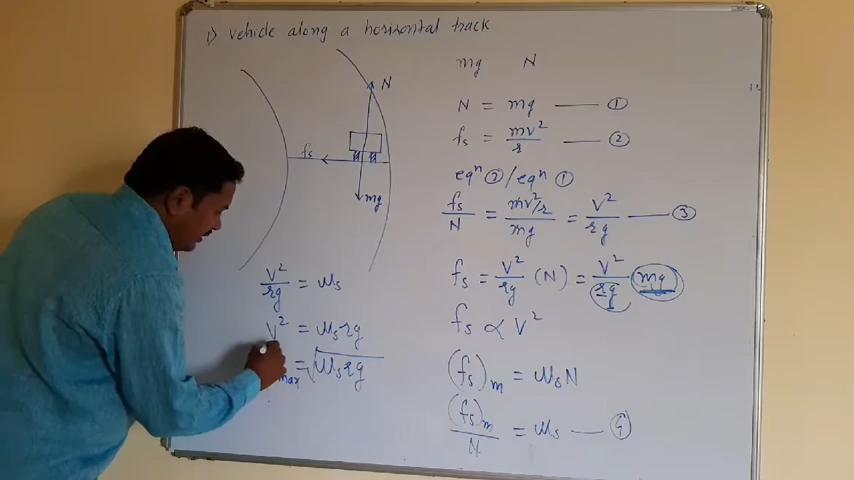 1) Vehicle along a horizontal track
N
fs
mg
v²/rg = μs
v² = μs rg
max = √μs rg
mg N
N = mg —— ①
fs = mv²/r —— ②
eqⁿ ② / eqⁿ ①
fs/N = mv²/r / mg = v²/rg —— ③
fs = v²/rg (N) = v²/rg mg
fs ∝ v²
(fs)m = μs N
(fs)m / N = μs —— ④